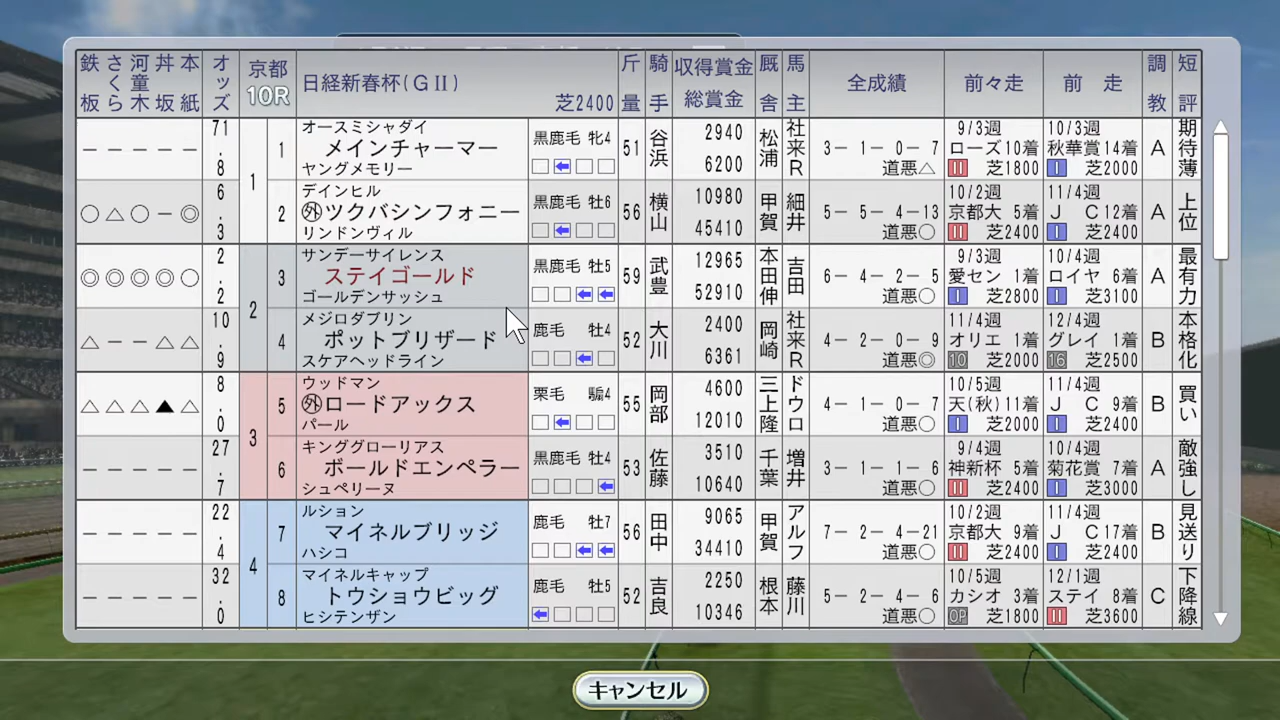 鉄板 さくら 河童木 丼坂 本紙 オッズ 京都10R 日経新春杯(GⅡ) 芝2400 斤量 騎手 収得賞金 総賞金 厩舎 馬主 全成績 前々走 前走 調教 短評
－ － － － － 71.8 1 1 オースミシャダイ 黒鹿毛 牝4 51 谷浜 2940 松浦 社来R 3－1－0－7 9/3週 10/3週 A 期待薄
メインチャーマー ローズ10着 秋華賞14着
ヤングメモリー 6200 道悪△ Ⅱ 芝1800 Ⅰ 芝2000
○ △ ○ － ◎ 6.3 2 デインヒル 黒鹿毛 牡6 56 横山 10980 甲賀 細井 5－5－4－13 10/2週 11/4週 A 上位
外ツクバシンフォニー 京都大 5着 J C12着
リンドンヴィル 45410 道悪○ Ⅱ 芝2400 Ⅰ 芝2400
◎ ◎ ◎ ◎ ○ 2.2 2 3 サンデーサイレンス 黒鹿毛 牡5 59 武豊 12965 本田伸 吉田 6－4－2－5 9/3週 10/4週 A 最有力
ステイゴールド 愛セン 1着 ロイヤ 6着
ゴールデンサッシュ 52910 道悪○ Ⅰ 芝2800 Ⅰ 芝3100
△ － － △ △ 10.9 4 メジロダブリン 鹿毛 牡4 52 大川 2400 岡崎 社来R 4－2－0－9 11/4週 12/4週 B 本格化
ポットブリザード オリエ 1着 グレイ 1着
スケアヘッドライン 6361 道悪◎ 10 芝2000 16 芝2500
△ △ △ ▲ △ 8.0 3 5 ウッドマン 栗毛 騸4 55 岡部 4600 三上隆 ドウロ 4－1－0－7 10/5週 11/4週 B 買い
外ロードアックス 天(秋)11着 J C 9着
パール 12010 道悪○ Ⅰ 芝2000 Ⅰ 芝2400
－ － － － － 27.7 6 キンググローリアス 黒鹿毛 牡4 53 佐藤 3510 千葉 増井 3－1－1－6 9/4週 10/4週 A 敵強し
ボールドエンペラー 神新杯 5着 菊花賞 7着
シュペリーヌ 10640 道悪○ Ⅱ 芝2400 Ⅰ 芝3000
－ － － － － 22.4 4 7 ルション 鹿毛 牡7 56 田中 9065 甲賀 アルフ 7－2－4－21 10/2週 11/4週 B 見送り
マイネルブリッジ 京都大 9着 J C17着
ハシコ 34410 道悪○ Ⅱ 芝2400 Ⅰ 芝2400
－ － － － － 32.0 8 マイネルキャップ 鹿毛 牡5 52 吉良 2250 根本 藤川 5－2－4－6 10/5週 12/1週 C 下降線
トウショウビッグ カシオ 3着 ステイ 8着
ヒシテンザン 10346 道悪○ OP 芝1800 Ⅱ 芝3600
キャンセル